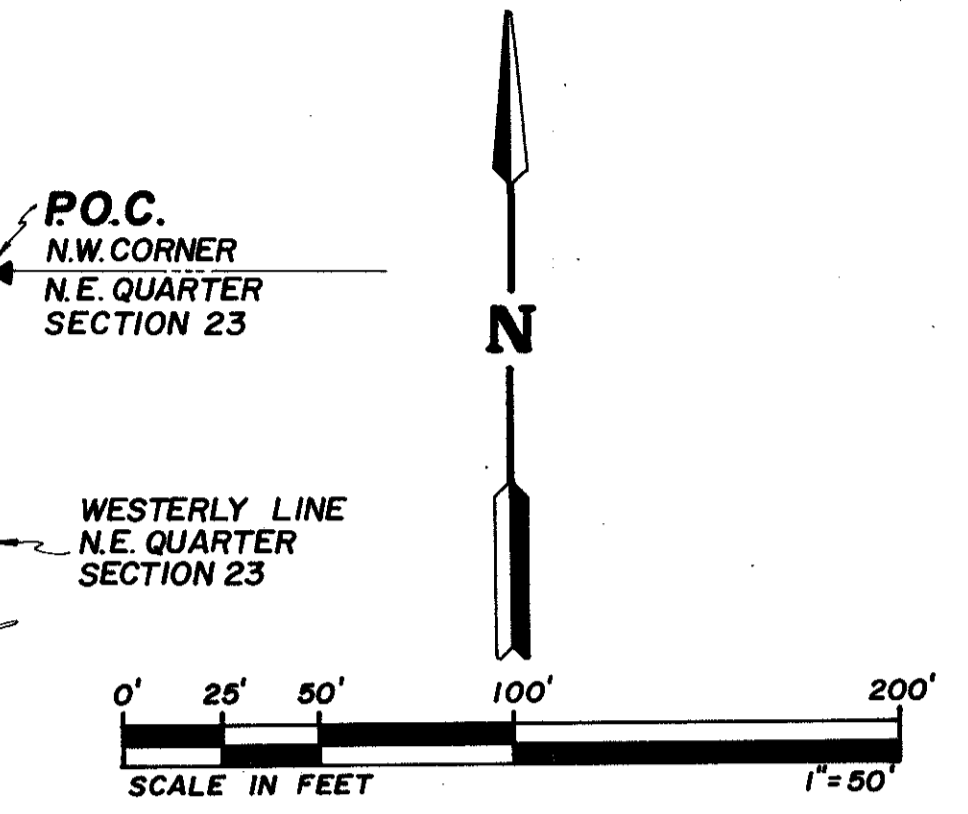 P.O.C.
N.W. CORNER
N.E. QUARTER
SECTION 23
N
WESTERLY LINE
N.E. QUARTER
SECTION 23
0' 25' 50' 100' 200'
SCALE IN FEET 1"=50'